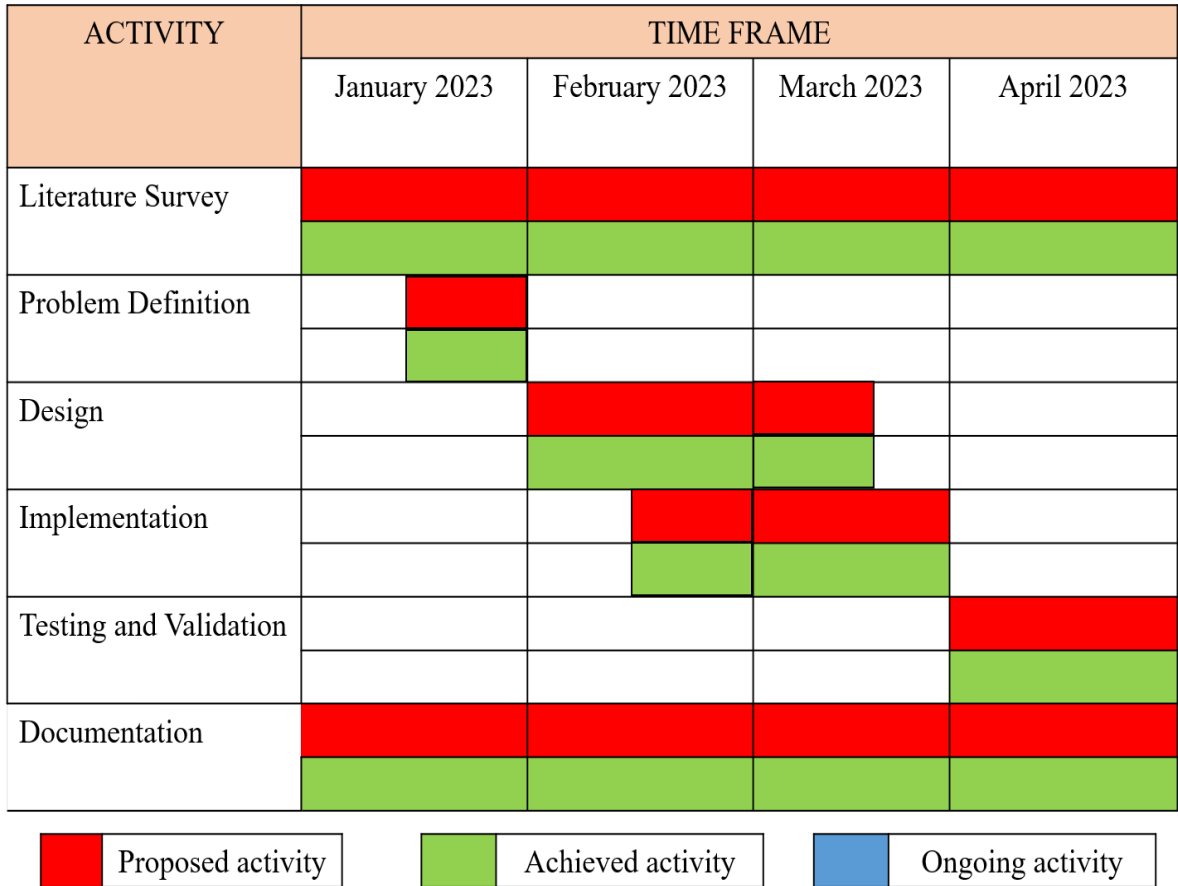 ACTIVITY
TIME FRAME
January 2023
February 2023
March 2023
April 2023
Literature Survey
Problem Definition
Design
Implementation
Testing and Validation
Documentation
Proposed activity
Achieved activity
Ongoing activity